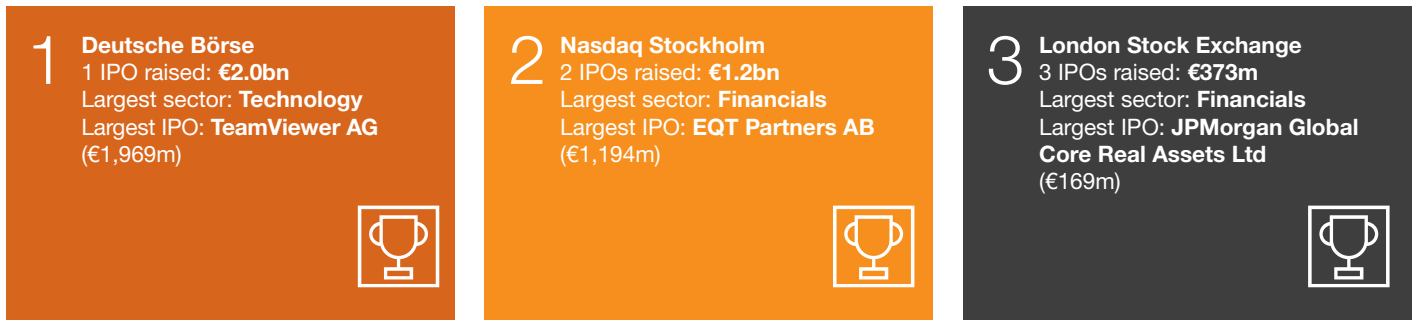 1
Deutsche Börse
1 IPO raised: €2.0bn
Largest sector: Technology
Largest IPO: TeamViewer AG
(€1,969m)
2
Nasdaq Stockholm
2 IPOs raised: €1.2bn
Largest sector: Financials
Largest IPO: EQT Partners AB
(€1,194m)
3
London Stock Exchange
3 IPOs raised: €373m
Largest sector: Financials
Largest IPO: JPMorgan Global
Core Real Assets Ltd
(€169m)